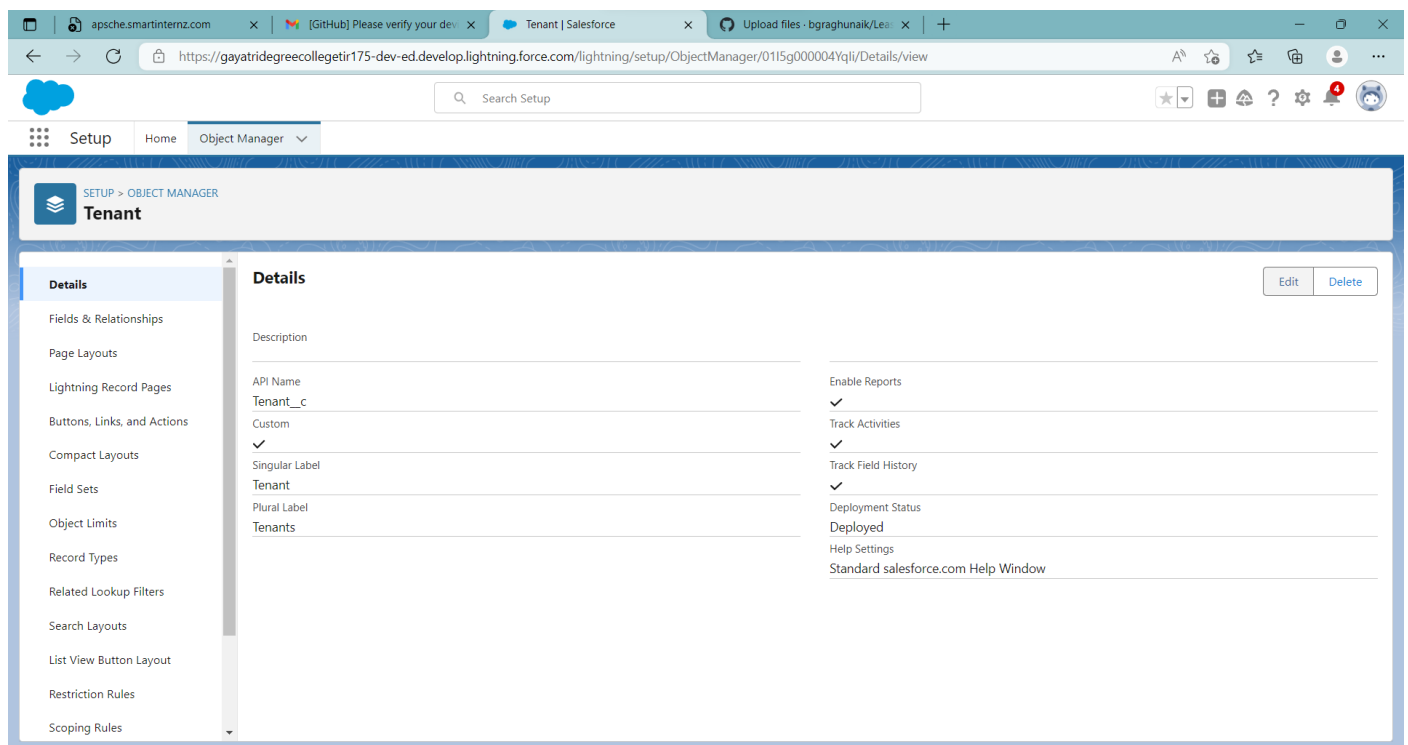 apsche.smartinternz.com
[GitHub] Please verify your dev
Tenant | Salesforce
Upload files · bgraghunaik/Leas
https://gayatridegreecollegetir175-dev-ed.develop.lightning.force.com/lightning/setup/ObjectManager/01I5g000004YqIi/Details/view
Search Setup
4
Setup
Home
Object Manager
SETUP > OBJECT MANAGER
Tenant
Details
Fields & Relationships
Page Layouts
Lightning Record Pages
Buttons, Links, and Actions
Compact Layouts
Field Sets
Object Limits
Record Types
Related Lookup Filters
Search Layouts
List View Button Layout
Restriction Rules
Scoping Rules
Details
Edit
Delete
Description
API Name
Tenant__c
Custom
Singular Label
Tenant
Plural Label
Tenants
Enable Reports
Track Activities
Track Field History
Deployment Status
Deployed
Help Settings
Standard salesforce.com Help Window